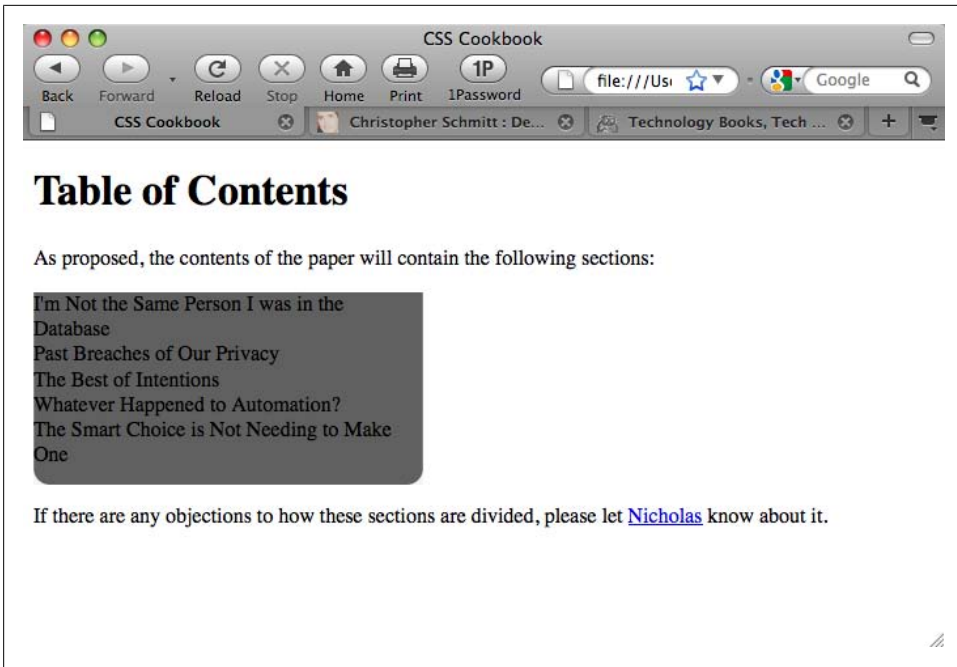 CSS Cookbook
1P
file:///Us
Google
Back Forward Reload Stop Home Print 1Password
CSS Cookbook
Christopher Schmitt : De...
Technology Books, Tech ...
Table of Contents
As proposed, the contents of the paper will contain the following sections:
I'm Not the Same Person I was in the
Database
Past Breaches of Our Privacy
The Best of Intentions
Whatever Happened to Automation?
The Smart Choice is Not Needing to Make
One
If there are any objections to how these sections are divided, please let Nicholas know about it.